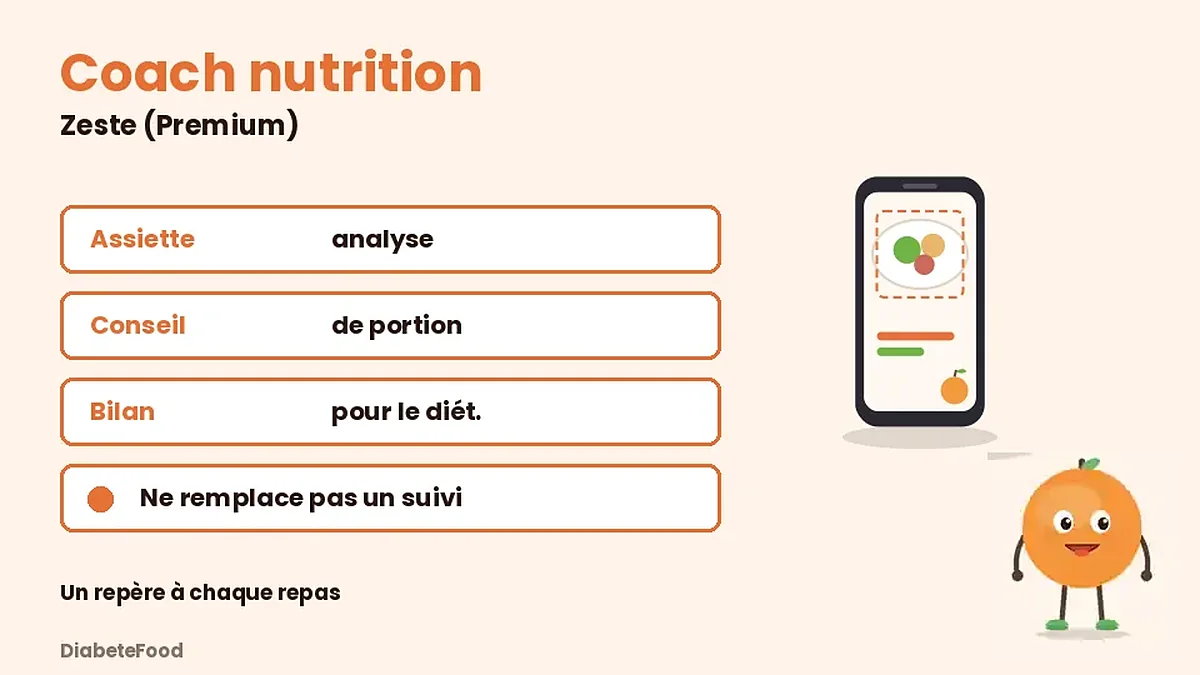 Coach nutrition
Zeste (Premium)
Assiette analyse
Conseil de portion
Bilan pour le diét.
Ne remplace pas un suivi
Un repère à chaque repas
DiabeteFood